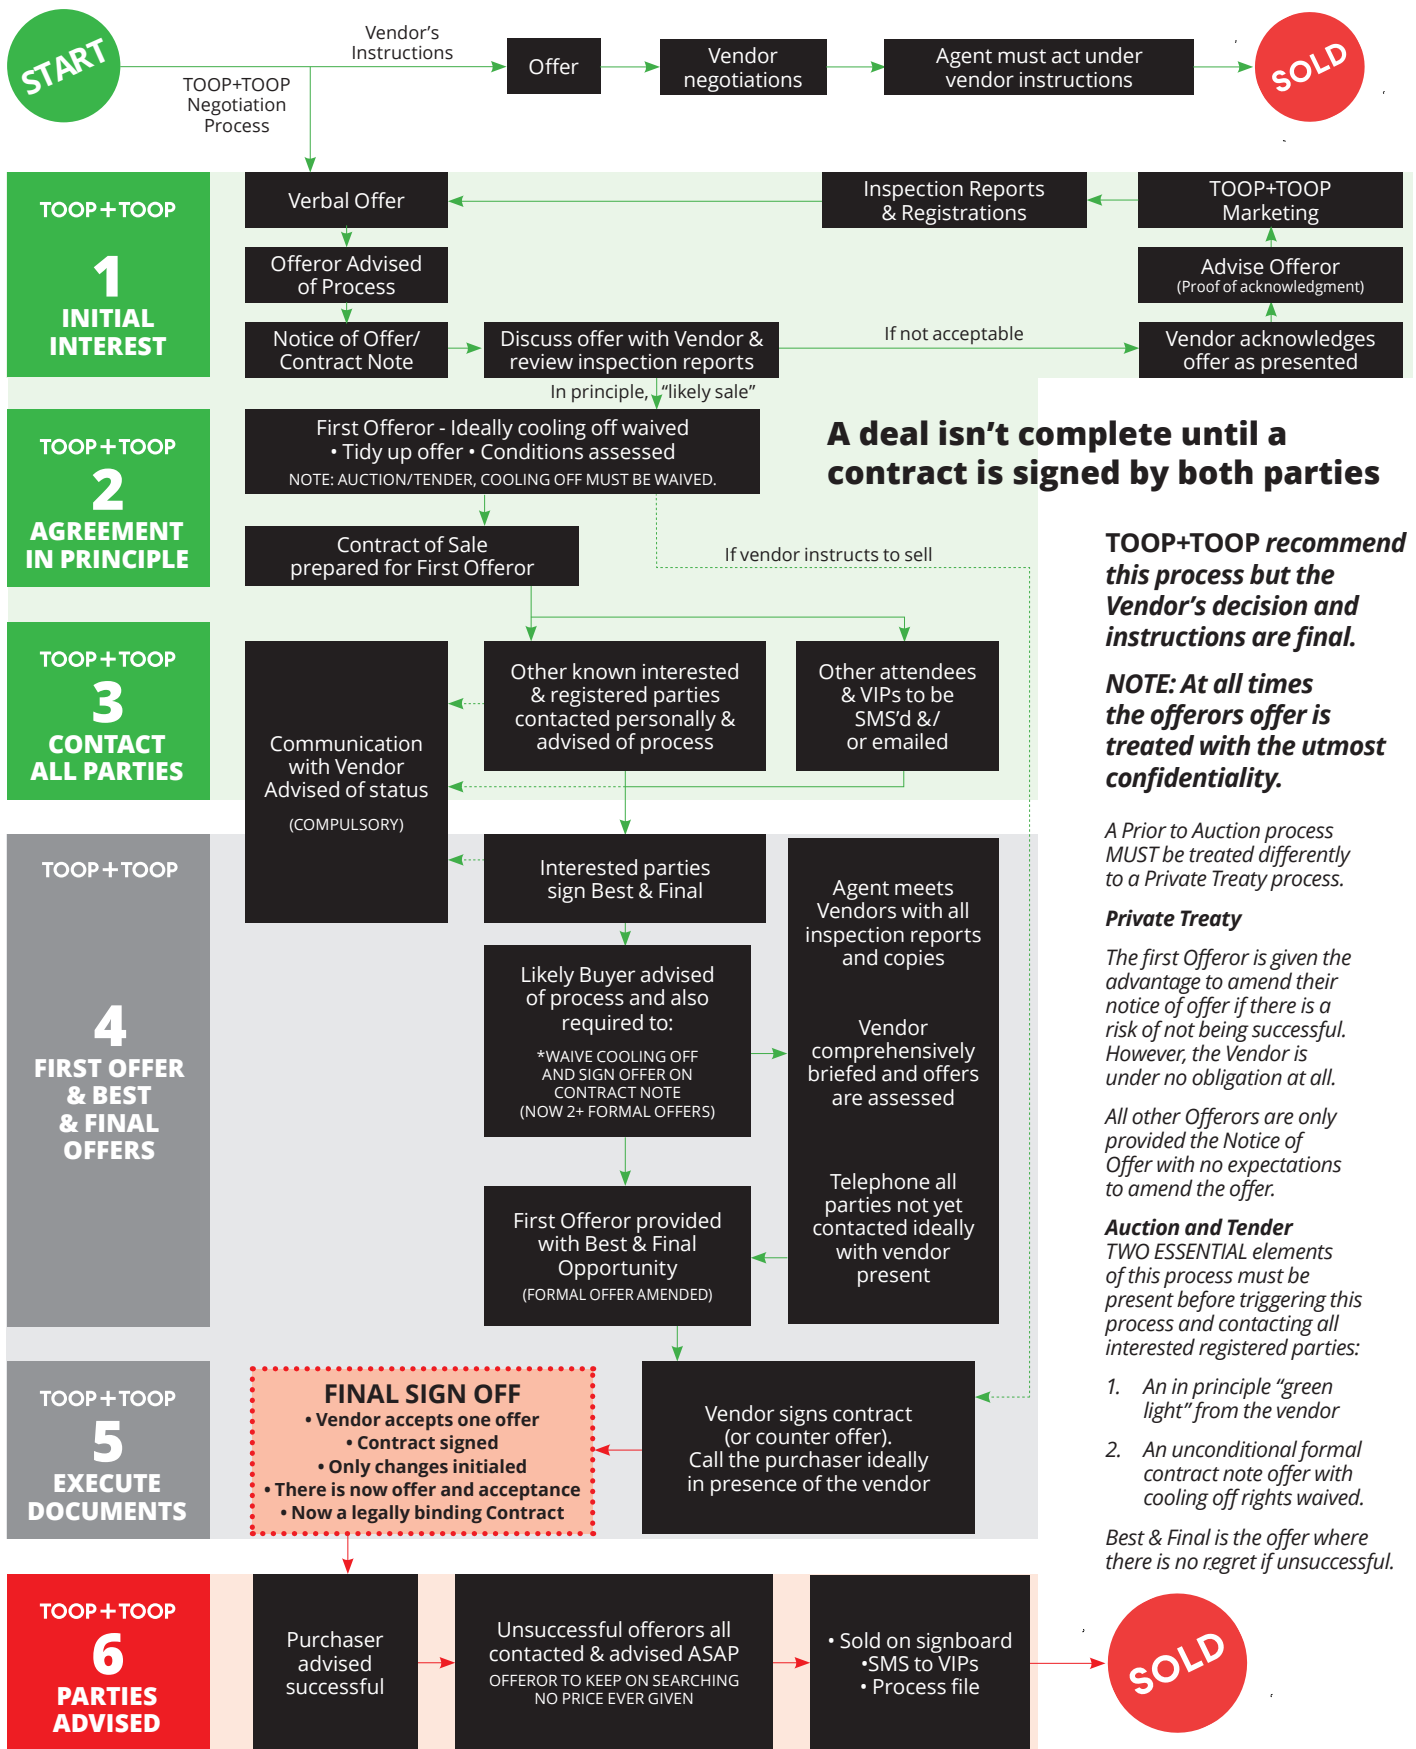 START
Vendor's
Instructions
TOOP+TOOP
Negotiation
Process
Offer
Vendor
negotiations
Agent must act under
vendor instructions
SOLD
TOOP+TOOP
1
INITIAL
INTEREST
Verbal Offer
Inspection Reports
& Registrations
TOOP+TOOP
Marketing
Offeror Advised
of Process
Advise Offeror
(Proof of acknowledgment)
Notice of Offer/
Contract Note
Discuss offer with Vendor &
review inspection reports
If not acceptable
Vendor acknowledges
offer as presented
In principle, “likely sale”
TOOP+TOOP
2
AGREEMENT
IN PRINCIPLE
First Offeror - Ideally cooling off waived
• Tidy up offer • Conditions assessed
NOTE: AUCTION/TENDER, COOLING OFF MUST BE WAIVED.
Contract of Sale
prepared for First Offeror
If vendor instructs to sell
A deal isn’t complete until a
contract is signed by both parties
TOOP+TOOP
3
CONTACT
ALL PARTIES
Communication
with Vendor
Advised of status
(COMPULSORY)
Other known interested
& registered parties
contacted personally &
advised of process
Other attendees
& VIPs to be
SMS’d &/
or emailed
TOOP+TOOP
4
FIRST OFFER
& BEST
& FINAL
OFFERS
Interested parties
sign Best & Final
Likely Buyer advised
of process and also
required to:
*WAIVE COOLING OFF
AND SIGN OFFER ON
CONTRACT NOTE
(NOW 2+ FORMAL OFFERS)
First Offeror provided
with Best & Final
Opportunity
(FORMAL OFFER AMENDED)
Agent meets
Vendors with all
inspection reports
and copies
Vendor
comprehensively
briefed and offers
are assessed
Telephone all
parties not yet
contacted ideally
with vendor
present
TOOP+TOOP
5
EXECUTE
DOCUMENTS
FINAL SIGN OFF
• Vendor accepts one offer
• Contract signed
• Only changes initialed
• There is now offer and acceptance
• Now a legally binding Contract
Vendor signs contract
(or counter offer).
Call the purchaser ideally
in presence of the vendor
TOOP+TOOP
6
PARTIES
ADVISED
Purchaser
advised
successful
Unsuccessful offerors all
contacted & advised ASAP
OFFEROR TO KEEP ON SEARCHING
NO PRICE EVER GIVEN
• Sold on signboard
•SMS to VIPs
• Process file
SOLD
TOOP+TOOP recommend
this process but the
Vendor’s decision and
instructions are final.
NOTE: At all times
the offerors offer is
treated with the utmost
confidentiality.
A Prior to Auction process
MUST be treated differently
to a Private Treaty process.
Private Treaty
The first Offeror is given the
advantage to amend their
notice of offer if there is a
risk of not being successful.
However, the Vendor is
under no obligation at all.
All other Offerors are only
provided the Notice of
Offer with no expectations
to amend the offer.
Auction and Tender
TWO ESSENTIAL elements
of this process must be
present before triggering this
process and contacting all
interested registered parties:
1. An in principle “green
light” from the vendor
2. An unconditional formal
contract note offer with
cooling off rights waived.
Best & Final is the offer where
there is no regret if unsuccessful.